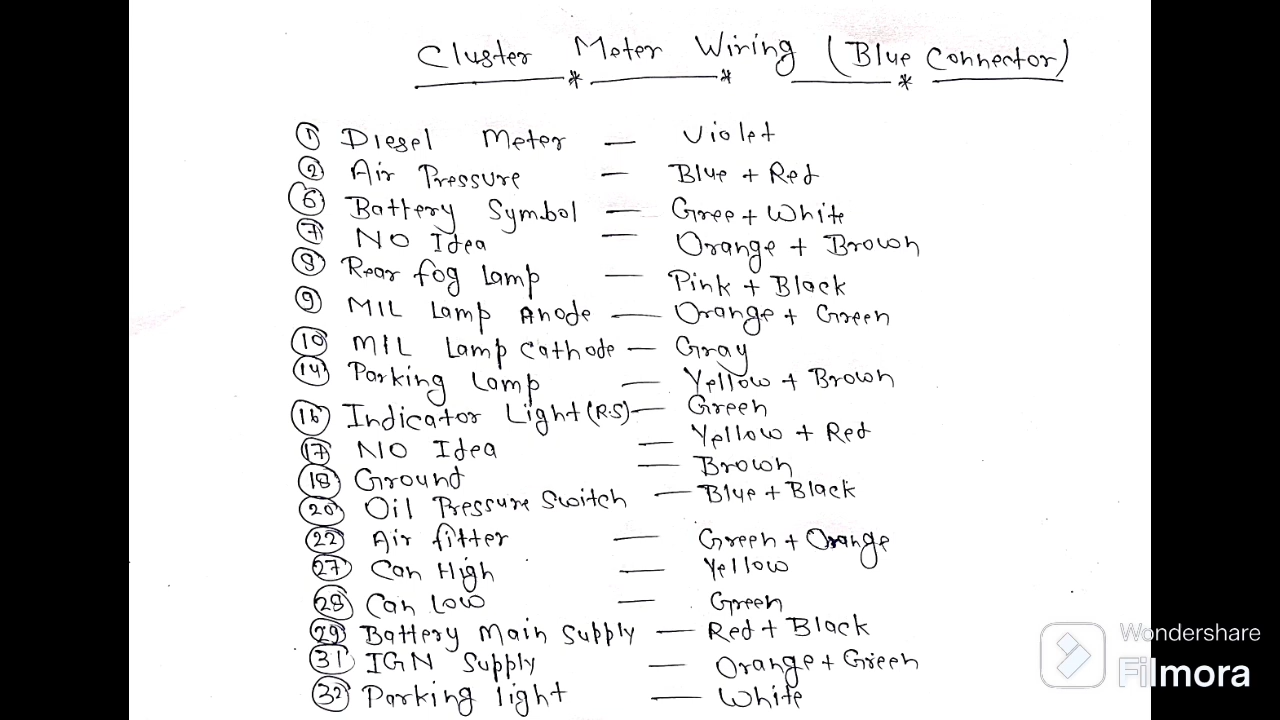 Cluster Meter Wiring (Blue Connector)
① Diesel Meter — Violet
② Air Pressure — Blue + Red
⑥ Battery Symbol — Gree + White
⑦ NO Idea — Orange + Brown
⑧ Rear fog Lamp — Pink + Black
⑨ MIL Lamp Anode — Orange + Green
⑩ MIL Lamp Cathode — Gray
⑭ Parking Lamp — Yellow + Brown
⑯ Indicator Light (R.S) — Green
⑰ NO Idea — Yellow + Red
⑱ Ground — Brown
⑳ Oil Pressure Switch — Blue + Black
㉒ Air fitter — Green + Orange
㉗ Can High — Yellow
㉘ Can Low — Green
㉙ Battery Main Supply — Red + Black
㉛ IGN Supply — Orange + Green
㉜ Parking light — White
Wondershare
Filmora